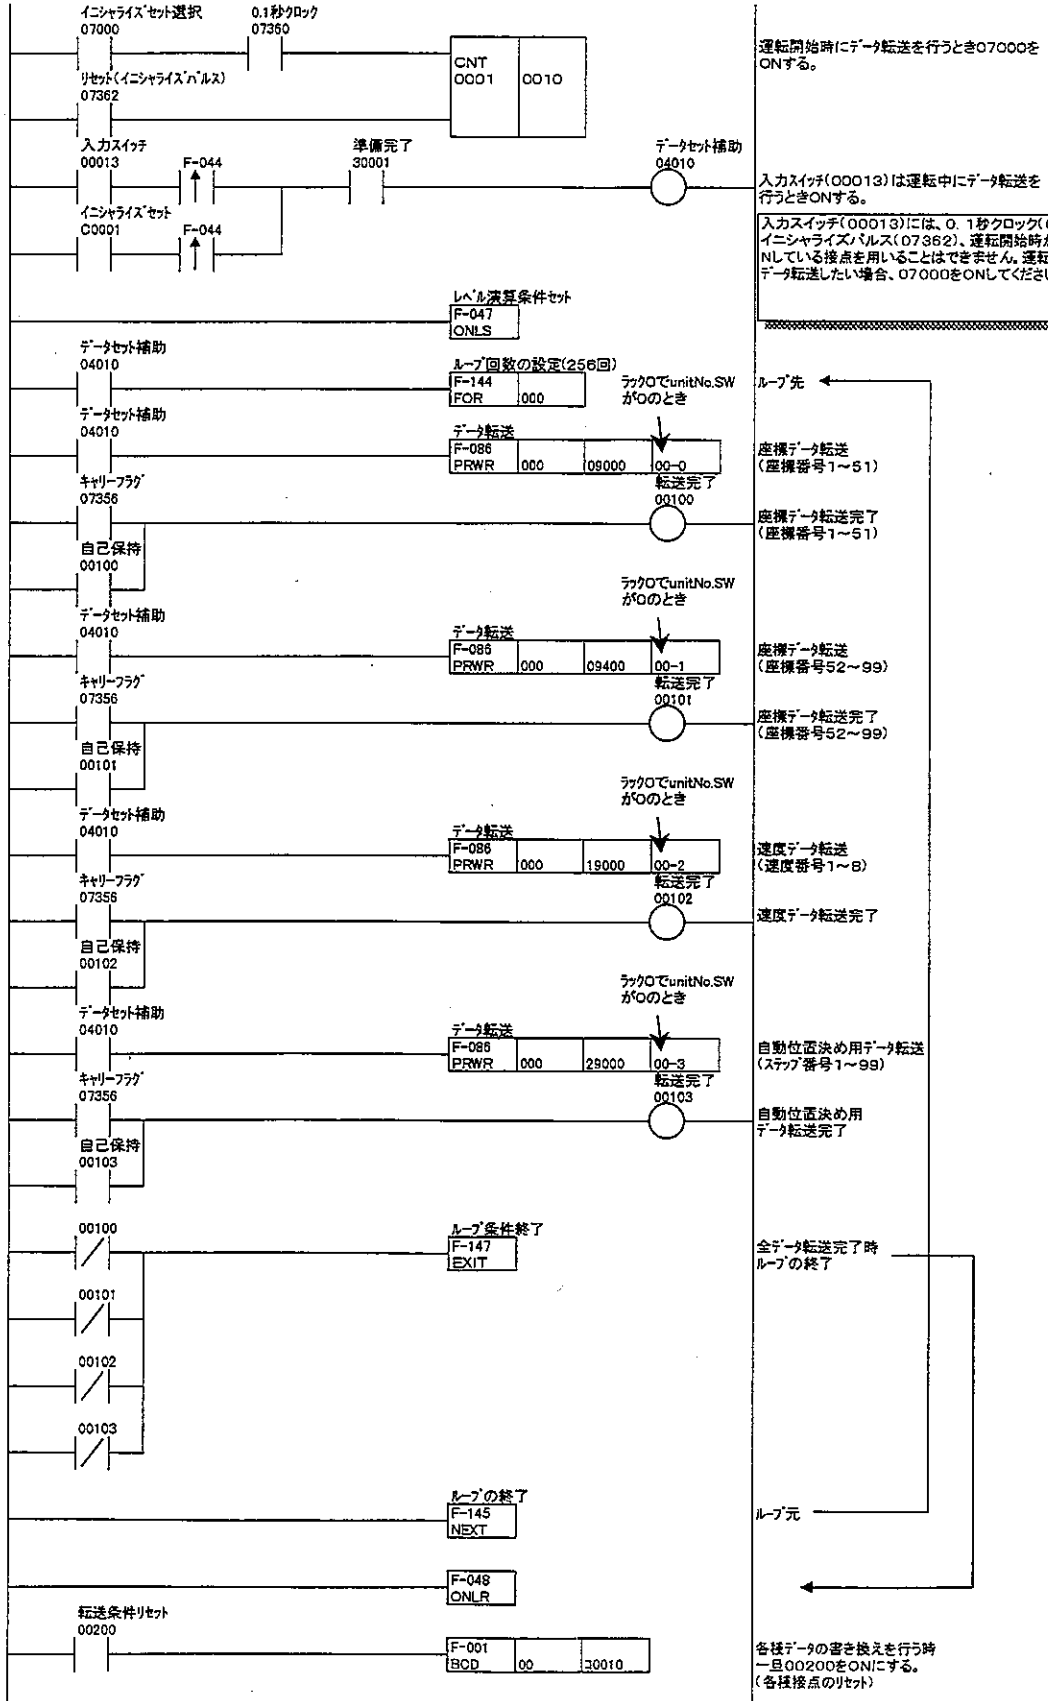 イニシャライズセット選択
07000
0.1秒クロック
07360
CNT
0001
0010
運転開始時にデータ転送を行うとき07000を
ONする。
リセット(イニシャライズパルス)
07362
入力スイッチ
00013
F-044
準備完了
30001
データセット補助
04010
入力スイッチ(00013)は運転中にデータ転送を
行うときONする。
イニシャライズセット
C0001
F-044
入力スイッチ(00013)には、0.1秒クロック(
イニシャライズパルス(07362)、運転開始時か
Nしている接点を用いることはできません。運転
データ転送したい場合、07000をONしてくださ
レベル演算条件セット
F-047
ONLS
データセット補助
04010
ループ回数の設定(256回)
F-144
FOR
000
ループ先
ラック0でunitNo.SW
が0のとき
データセット補助
04010
データ転送
F-086
PRWR
000
09000
00-0
座標データ転送
(座標番号1~51)
キャリーフラグ
07356
転送完了
00100
座標データ転送完了
(座標番号1~51)
自己保持
00100
ラック0でunitNo.SW
が0のとき
データセット補助
04010
データ転送
F-086
PRWR
000
09400
00-1
座標データ転送
(座標番号52~99)
キャリーフラグ
07356
転送完了
00101
座標データ転送完了
(座標番号52~99)
自己保持
00101
ラック0でunitNo.SW
が0のとき
データセット補助
04010
データ転送
F-086
PRWR
000
19000
00-2
速度データ転送
(速度番号1~8)
キャリーフラグ
07356
転送完了
00102
速度データ転送完了
自己保持
00102
ラック0でunitNo.SW
が0のとき
データセット補助
04010
データ転送
F-086
PRWR
000
29000
00-3
自動位置決め用データ転送
(ステップ番号1~99)
キャリーフラグ
07356
転送完了
00103
自動位置決め用
データ転送完了
自己保持
00103
00100
ループ条件終了
F-147
EXIT
全データ転送完了時
ループの終了
00101
00102
00103
ループの終了
F-145
NEXT
ループ元
F-048
ONLR
転送条件リセット
00200
F-001
BCD
00
コ0010
各種データの書き換えを行う時
一旦00200をONにする。
(各種接点のリセット)